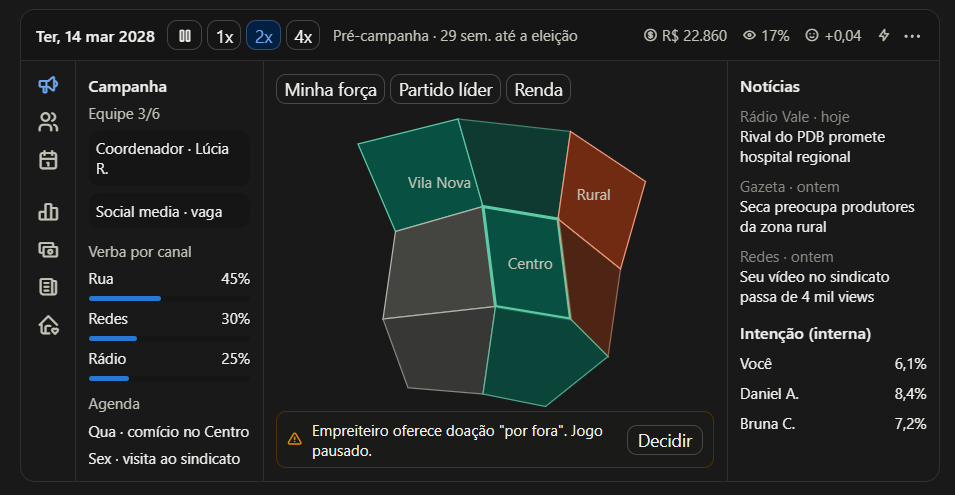 Ter, 14 mar 2028
1x
2x
4x
Pré-campanha · 29 sem. até a eleição
R$ 22.860
17%
+0,04
Campanha
Equipe 3/6
Coordenador · Lúcia
R.
Social media · vaga
Verba por canal
Rua 45%
Redes 30%
Rádio 25%
Agenda
Qua · comício no Centro
Sex · visita ao sindicato
Minha força
Partido líder
Renda
Vila Nova
Rural
Centro
Empreiteiro oferece doação "por fora". Jogo
pausado.
Decidir
Notícias
Rádio Vale · hoje
Rival do PDB promete
hospital regional
Gazeta · ontem
Seca preocupa produtores
da zona rural
Redes · ontem
Seu vídeo no sindicato
passa de 4 mil views
Intenção (interna)
Você 6,1%
Daniel A. 8,4%
Bruna C. 7,2%